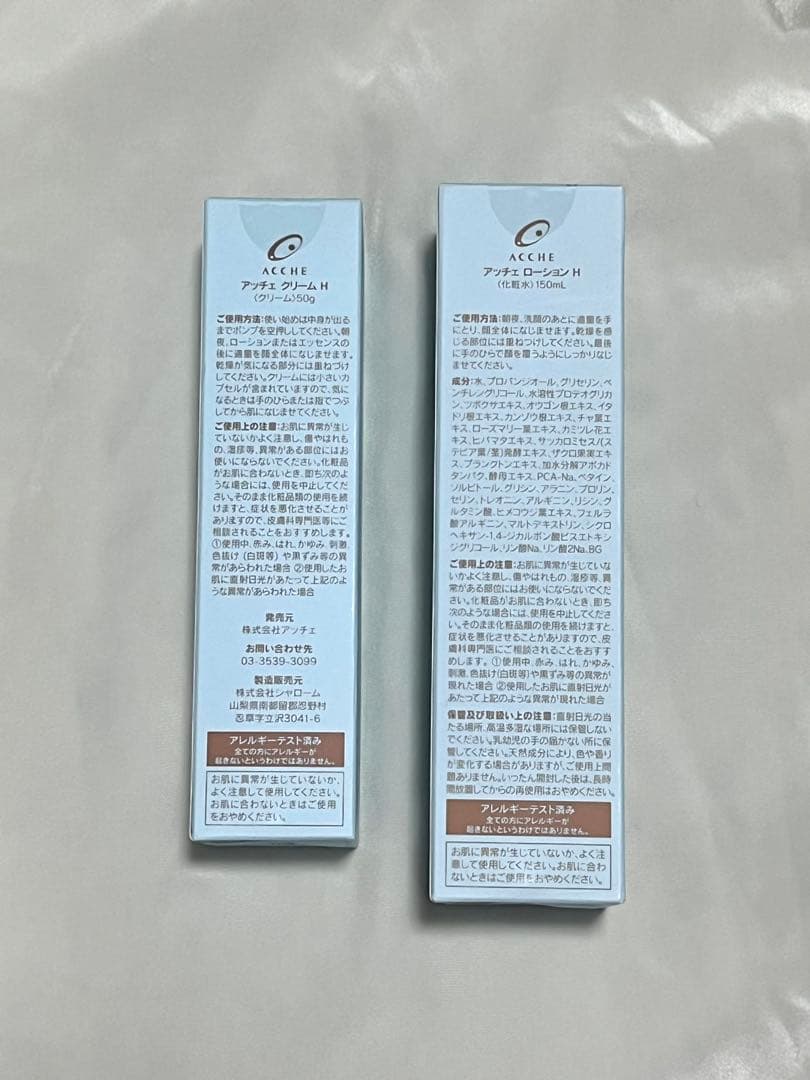 ACCHE
アッチェ クリーム H
〈クリーム〉50g
ご使用方法：使い始めは中身が出る
までポンプを空押ししてください。朝
夜、ローションまたはエッセンスの
後に適量を顔全体になじませます。
乾燥が気になる部分には重ねづけ
してください。クリームには小さいカ
プセルが含まれていますので、気に
なるときは手のひらまたは指でつぶ
してから肌になじませてください。
ご使用上の注意：お肌に異常が生じ
ていないかよく注意し、傷やはれも
の、湿疹等、異常がある部位にはお
使いにならないでください。化粧品
がお肌に合わないとき、即ち次のよ
うな場合には、使用を中止してくださ
い。そのまま化粧品類の使用を続
けますと、症状を悪化させることが
ありますので、皮膚科専門医等にご
相談されることをおすすめします。
①使用中、赤み、はれ、かゆみ、刺激、
色抜け（白斑等）や黒ずみ等の異
常があらわれた場合 ②使用したお
肌に直射日光があたって上記のよ
うな異常があらわれた場合
発売元
株式会社アッチェ
お問い合わせ先
03-3539-3099
製造販売元
株式会社シャローム
山梨県南都留郡忍野村
忍草字立沢3041-6
アレルギーテスト済み
全ての方にアレルギーが
起きないというわけではありません。
お肌に異常が生じていないか、
よく注意して使用してください。
お肌に合わないときはご使用
をおやめください。
ACCHE
アッチェ ローション H
〈化粧水〉150mL
ご使用方法：朝夜、洗顔のあとに適量を手
にとり、顔全体になじませます。乾燥を感
じる部位には重ねづけしてください。最後
に手のひらで顔を覆うようにしっかりなじ
ませてください。
成分：水、プロパンジオール、グリセリン、ペ
ンチレングリコール、水溶性プロテオグリカ
ン、ツボクサエキス、オウゴン根エキス、イタ
ドリ根エキス、カンゾウ根エキス、チャ葉エ
キス、ローズマリー葉エキス、カミツレ花エ
キス、ヒバマタエキス、サッカロミセス/(ス
テビア葉/茎)発酵エキス、ザクロ果実エキ
ス、プランクトンエキス、加水分解アボカド
タンパク、酵母エキス、PCA-Na、ベタイン、
ソルビトール、グリシン、アラニン、プロリン、
セリン、トレオニン、アルギニン、リシン、グ
ルタミン酸、ヒメコウジ葉エキス、フェルラ
酸アルギニン、マルトデキストリン、シクロ
ヘキサン-1,4-ジカルボン酸ビスエトキシ
ジグリコール、リン酸Na、リン酸2Na、BG
ご使用上の注意：お肌に異常が生じていな
いかよく注意し、傷やはれもの、湿疹等、異
常がある部位にはお使いにならないでくだ
さい。化粧品がお肌に合わないとき、即ち
次のような場合には、使用を中止してくださ
い。そのまま化粧品類の使用を続けますと、
症状を悪化させることがありますので、皮
膚科専門医にご相談されることをおすす
めします。 ①使用中、赤み、はれ、かゆみ、
刺激、色抜け(白斑等)や黒ずみ等の異常が
現れた場合 ②使用したお肌に直射日光が
あたって上記のような異常が現れた場合
保管及び取扱い上の注意：直射日光の当
たる場所、高温多湿な場所には保管しない
でください。乳幼児の手の届かない所に保
管してください。天然成分により、色や香り
が変化する場合がありますが、ご使用上問
題ありません。いったん開封した後は、長時
間放置してからの再使用はおやめください。
アレルギーテスト済み
全ての方にアレルギーが
起きないというわけではありません。
お肌に異常が生じていないか、よく注
意して使用してください。お肌に合わ
ないときはご使用をおやめください。